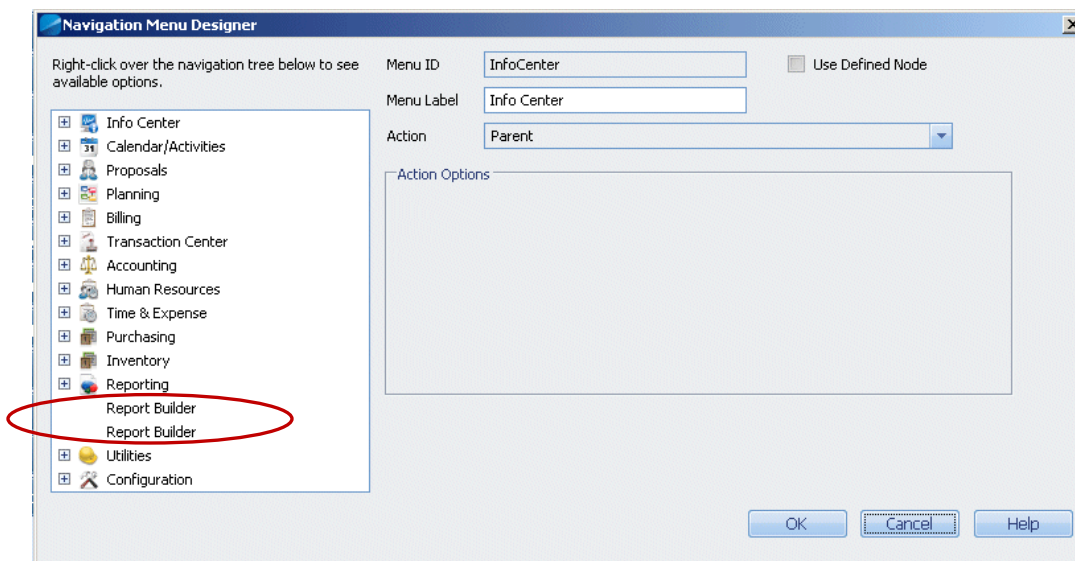 Navigation Menu Designer
Right-click over the navigation tree below to see
available options.
Info Center
31 Calendar/Activities
Proposals
Planning
Billing
Transaction Center
Accounting
Human Resources
Time & Expense
Purchasing
Inventory
Reporting
Report Builder
Report Builder
Utilities
Configuration
Menu ID InfoCenter Use Defined Node
Menu Label Info Center
Action Parent
Action Options
OK Cancel Help